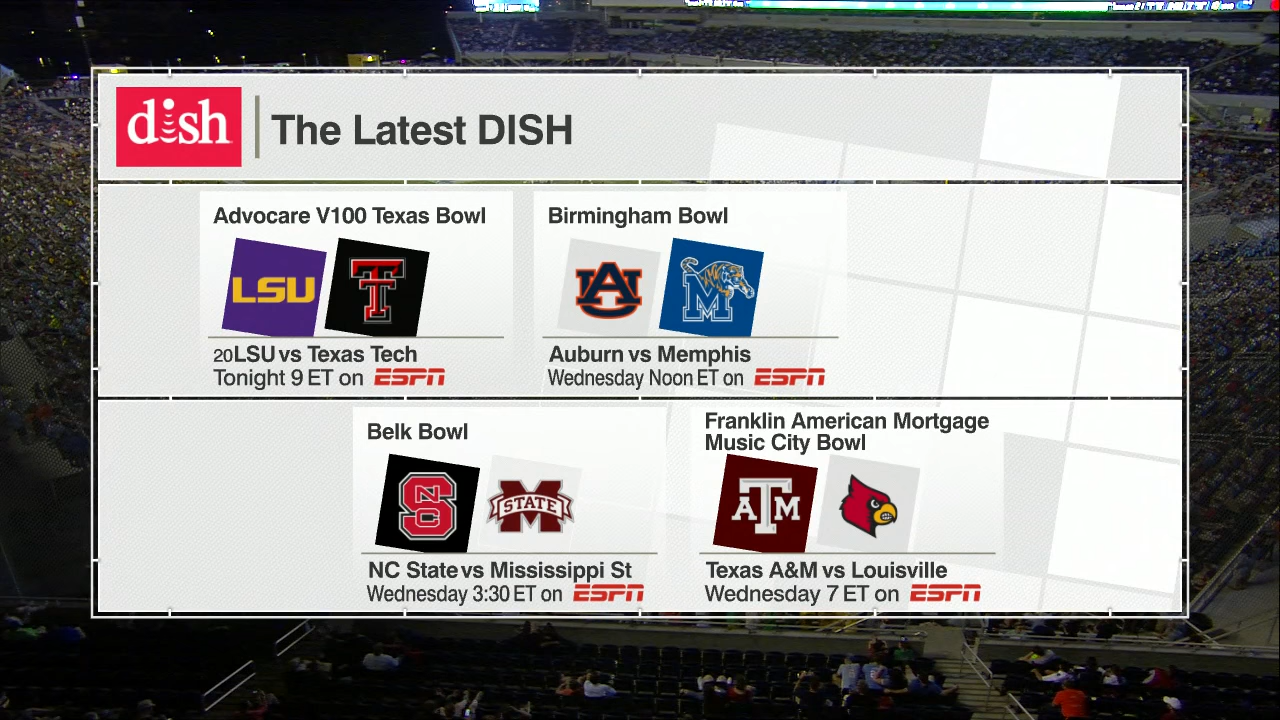 dish The Latest DISH
Advocare V100 Texas Bowl
LSU T
20 LSU vs Texas Tech
Tonight 9 ET on ESPN
Birmingham Bowl
AU M
Auburn vs Memphis
Wednesday Noon ET on ESPN
Belk Bowl
NCS M STATE
NC State vs Mississippi St
Wednesday 3:30 ET on ESPN
Franklin American Mortgage
Music City Bowl
ATM
Texas A&M vs Louisville
Wednesday 7 ET on ESPN